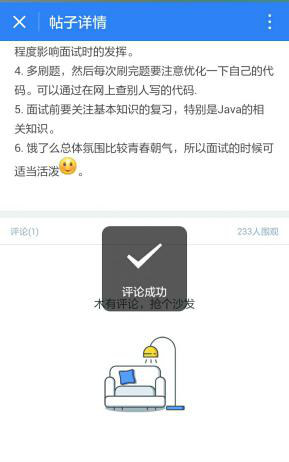 帖子详情
程度影响面试时的发挥。
4. 多刷题，然后每次刷完题要注意优化一下自己的代
码。可以通过在网上查别人写的代码.
5. 面试前要关注基本知识的复习，特别是Java的相
关知识。
6. 饿了么总体氛围比较青春朝气，所以面试的时候可
适当活泼。
评论(1)
233人围观
评论成功
木有评论，抢个沙发